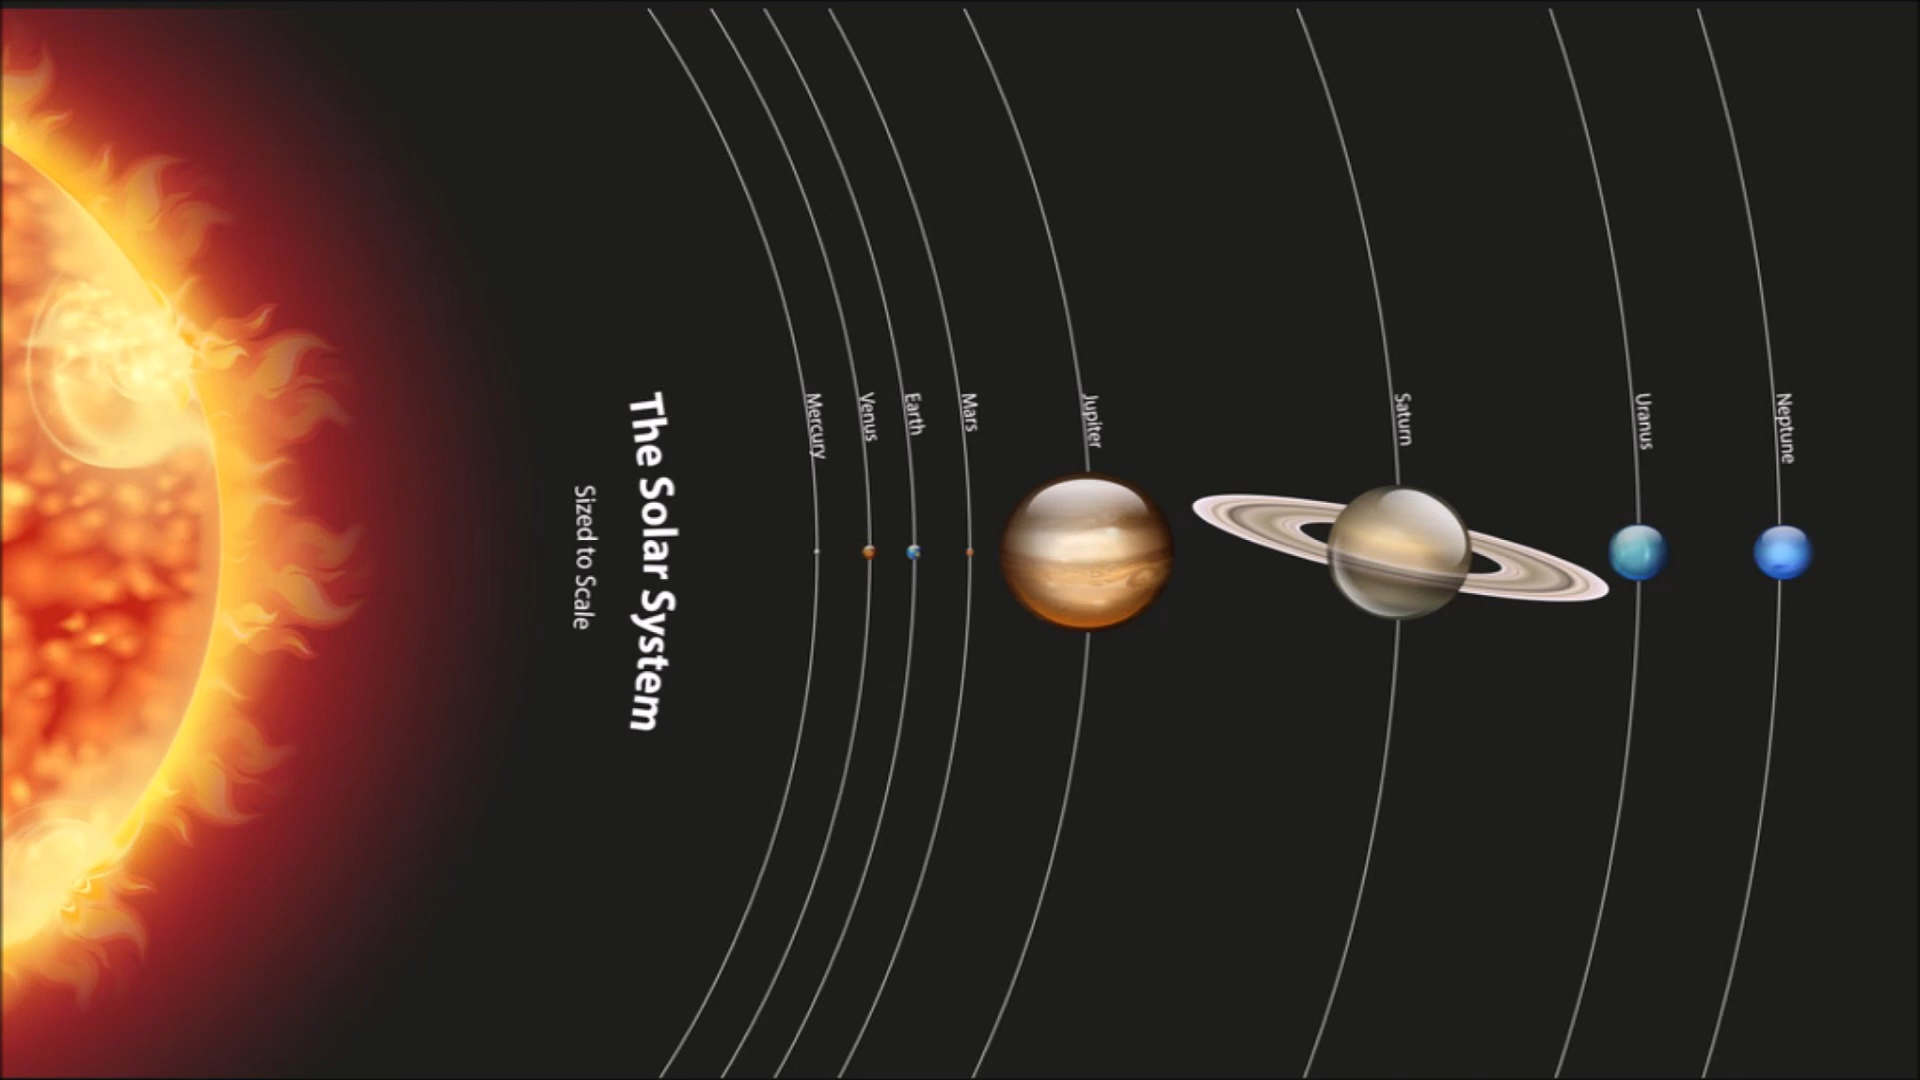 The Solar System
Sized to Scale
Mercury
Venus
Earth
Mars
Jupiter
Saturn
Uranus
Neptune